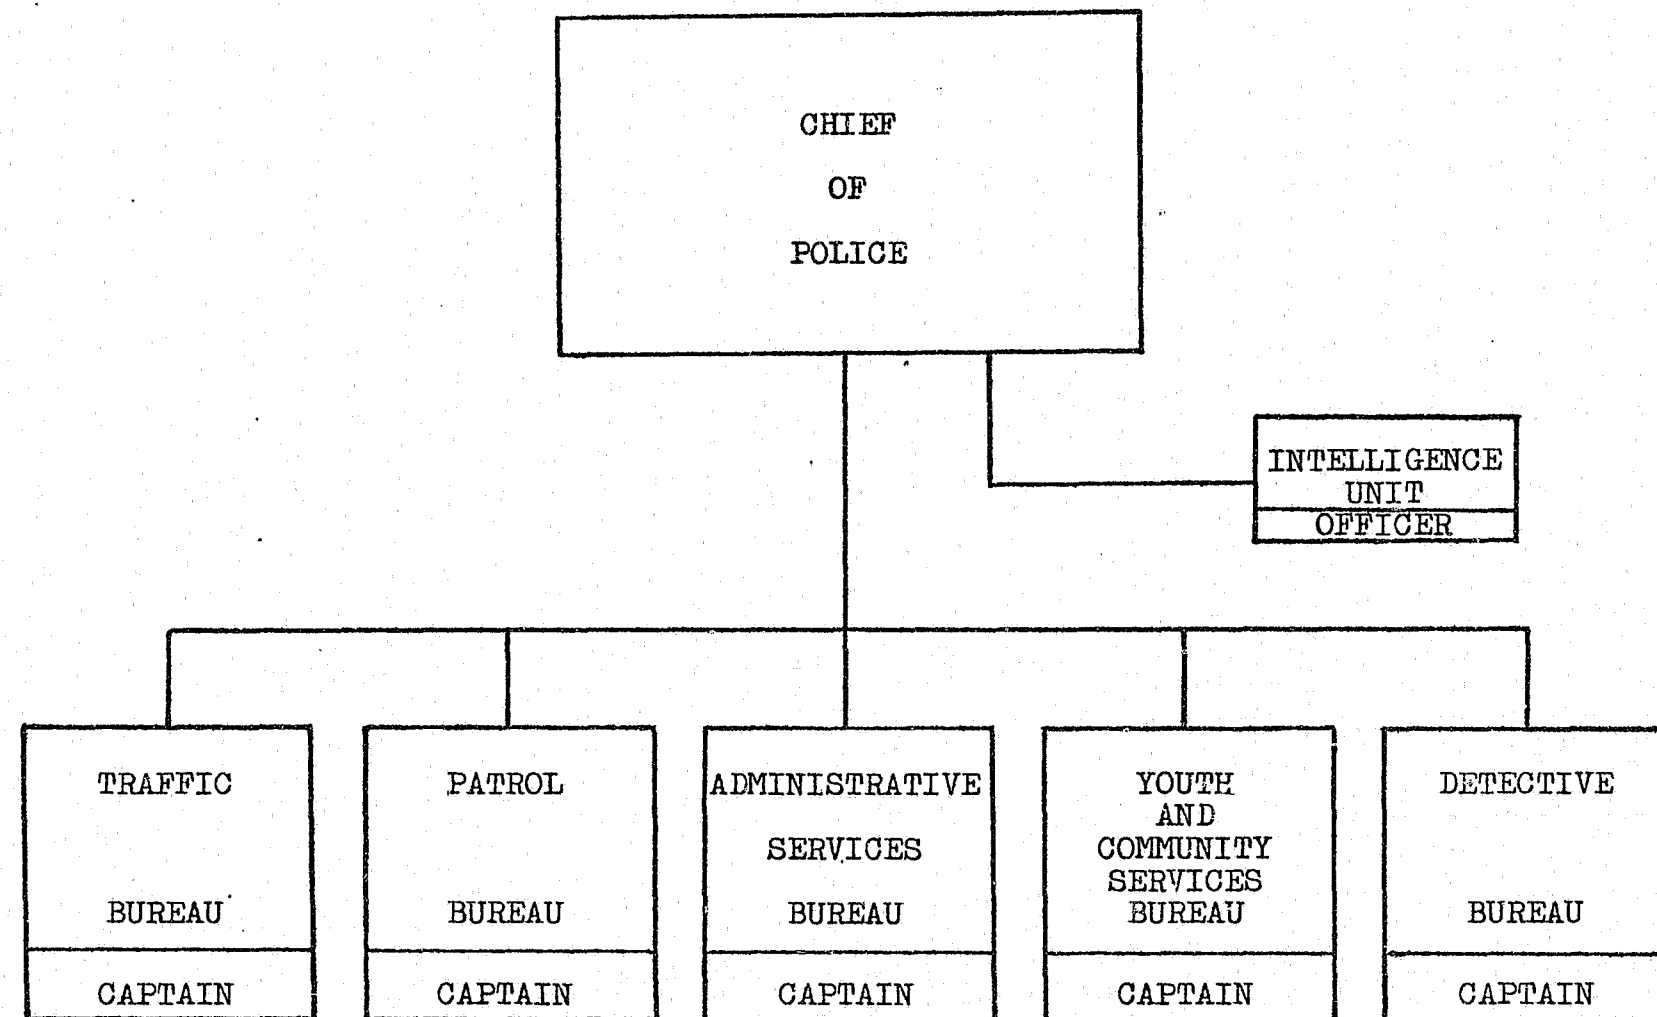 CHIEF
OF
POLICE
INTELLIGENCE
UNIT
OFFICER
TRAFFIC
BUREAU
CAPTAIN
PATROL
BUREAU
CAPTAIN
ADMINISTRATIVE
SERVICES
BUREAU
CAPTAIN
YOUTH
AND
COMMUNITY
SERVICES
BUREAU
CAPTAIN
DETECTIVE
BUREAU
CAPTAIN